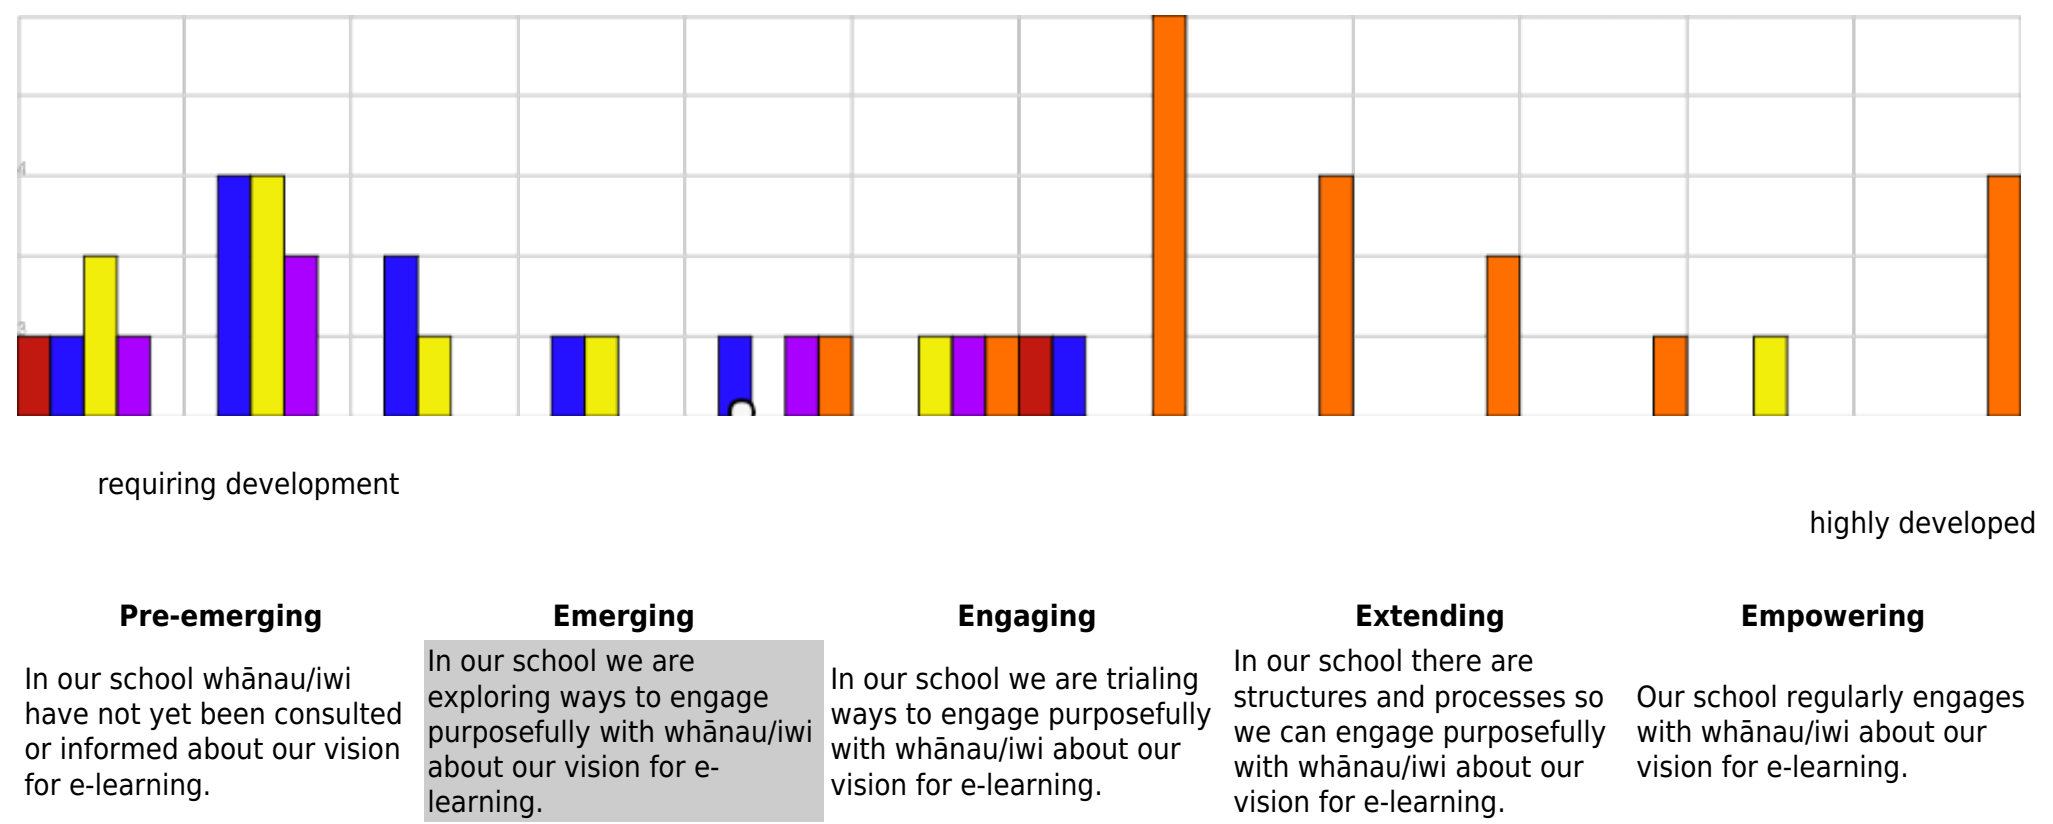 4
3
requiring development
highly developed
Pre-emerging
Emerging
Engaging
Extending
Empowering
In our school whānau/iwi
have not yet been consulted
or informed about our vision
for e-learning.
In our school we are
exploring ways to engage
purposefully with whānau/iwi
about our vision for e-
learning.
In our school we are trialing
ways to engage purposefully
with whānau/iwi about our
vision for e-learning.
In our school there are
structures and processes so
we can engage purposefully
with whānau/iwi about our
vision for e-learning.
Our school regularly engages
with whānau/iwi about our
vision for e-learning.